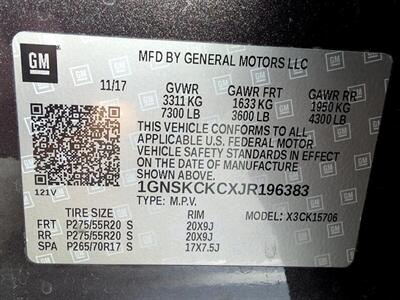 GM
MFD BY GENERAL MOTORS LLC
11/17
GVWR GAWR FRT GAWR RR
3311 KG 1633 KG 1950 KG
7300 LB 3600 LB 4300 LB
THIS VEHICLE CONFORMS TO ALL
APPLICABLE U.S. FEDERAL MOTOR
VEHICLE SAFETY STANDARDS IN EFFECT
ON THE DATE OF MANUFACTURE
SHOWN ABOVE.
121V
1GNSKCKCXJR196383
TYPE: M.P.V. MODEL: X3CK15706
TIRE SIZE RIM
FRT P275/55R20 S 20X9J
RR P275/55R20 S 20X9J
SPA P265/70R17 S 17X7.5J